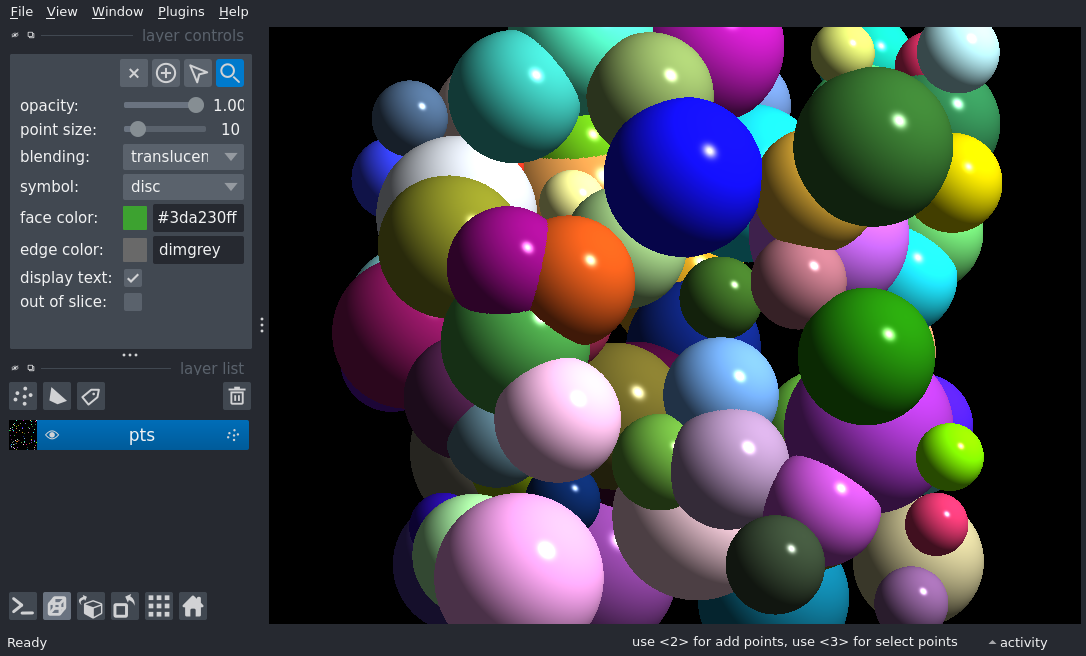 File View Window Plugins Help
layer controls
opacity: 1.00
point size: 10
blending: translucen
symbol: disc
face color: #3da230ff
edge color: dimgrey
display text:
out of slice:
layer list
pts
Ready
use <2> for add points, use <3> for select points
activity